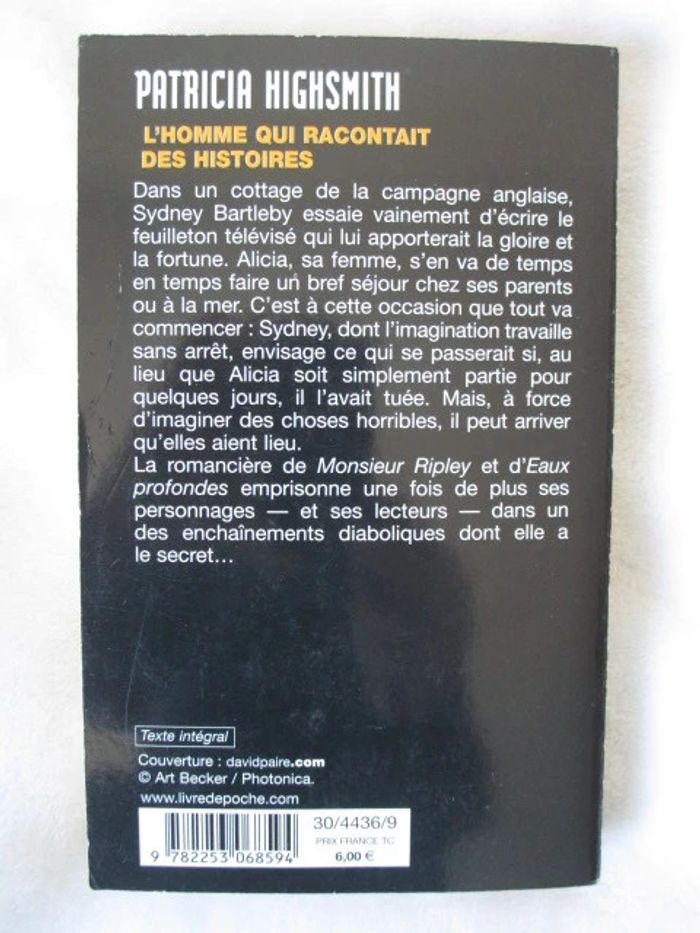 PATRICIA HIGHSMITH
L'HOMME QUI RACONTAIT
DES HISTOIRES
Dans un cottage de la campagne anglaise,
Sydney Bartleby essaie vainement d'écrire le
feuilleton télévisé qui lui apporterait la gloire et
la fortune. Alicia, sa femme, s'en va de temps
en temps faire un bref séjour chez ses parents
ou à la mer. C'est à cette occasion que tout va
commencer : Sydney, dont l'imagination travaille
sans arrêt, envisage ce qui se passerait si, au
lieu que Alicia soit simplement partie pour
quelques jours, il l'avait tuée. Mais, à force
d'imaginer des choses horribles, il peut arriver
qu'elles aient lieu.
La romancière de Monsieur Ripley et d'Eaux
profondes emprisonne une fois de plus ses
personnages — et ses lecteurs — dans un
des enchaînements diaboliques dont elle a
le secret...
Texte intégral
Couverture : davidpaire.com
© Art Becker / Photonica.
www.livredepoche.com
30/4436/9
PRIX FRANCE TC
6,00 €
9 782253 068594